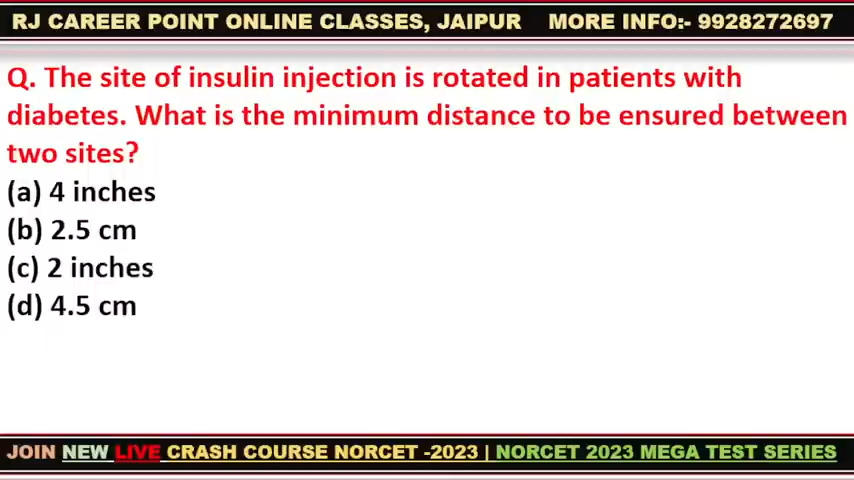 RJ CAREER POINT ONLINE CLASSES, JAIPUR MORE INFO:- 9928272697
Q. The site of insulin injection is rotated in patients with
diabetes. What is the minimum distance to be ensured between
two sites?
(a) 4 inches
(b) 2.5 cm
(c) 2 inches
(d) 4.5 cm
JOIN NEW LIVE CRASH COURSE NORCET -2023 | NORCET 2023 MEGA TEST SERIES